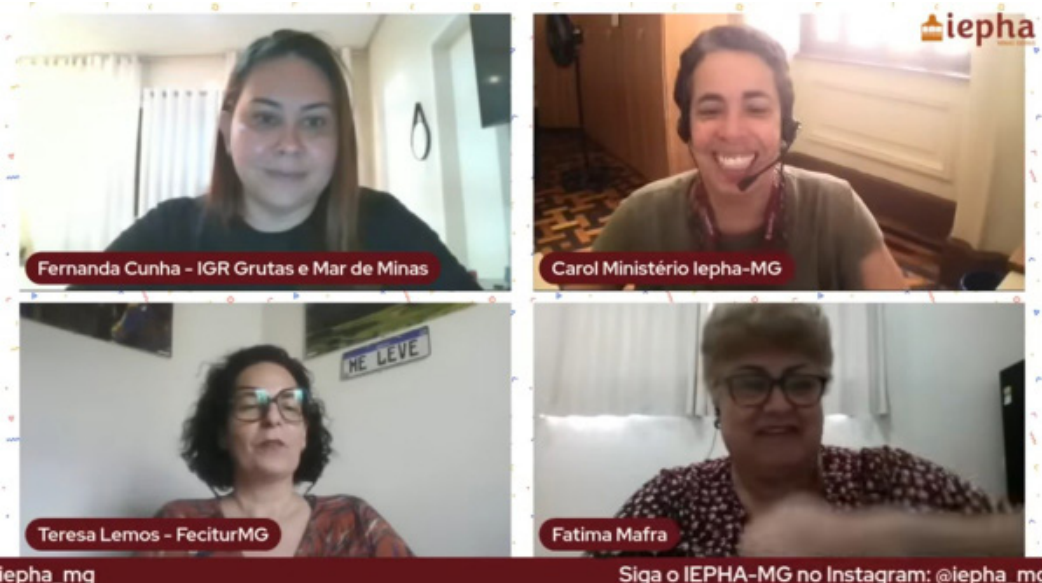 iepha
Fernanda Cunha - IGR Grutas e Mar de Minas
Carol Ministério Iepha-MG
ME LEVE
Teresa Lemos - FeciturMG
Fatima Mafra
iepha_mg
Siga o IEPHA-MG no Instagram: @iepha_mg